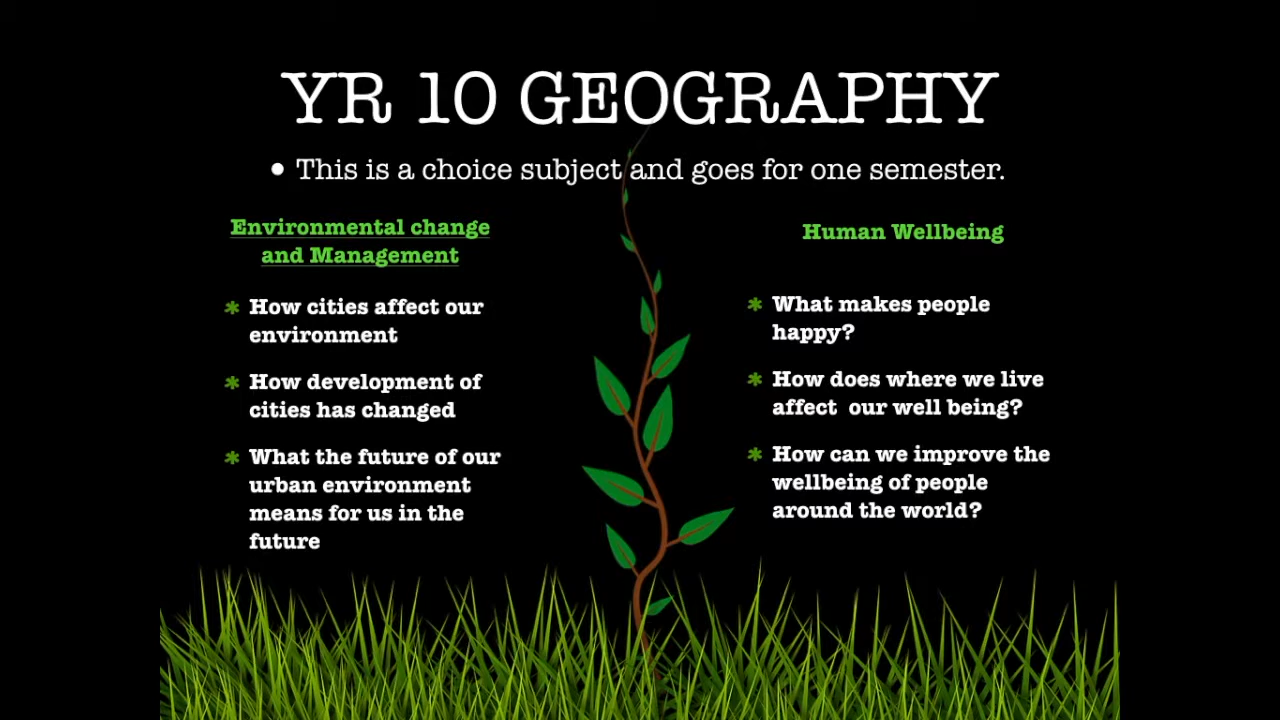 YR 10 GEOGRAPHY
• This is a choice subject and goes for one semester.
Environmental change
and Management
* How cities affect our
environment
* How development of
cities has changed
* What the future of our
urban environment
means for us in the
future
Human Wellbeing
* What makes people
happy?
* How does where we live
affect  our well being?
* How can we improve the
wellbeing of people
around the world?